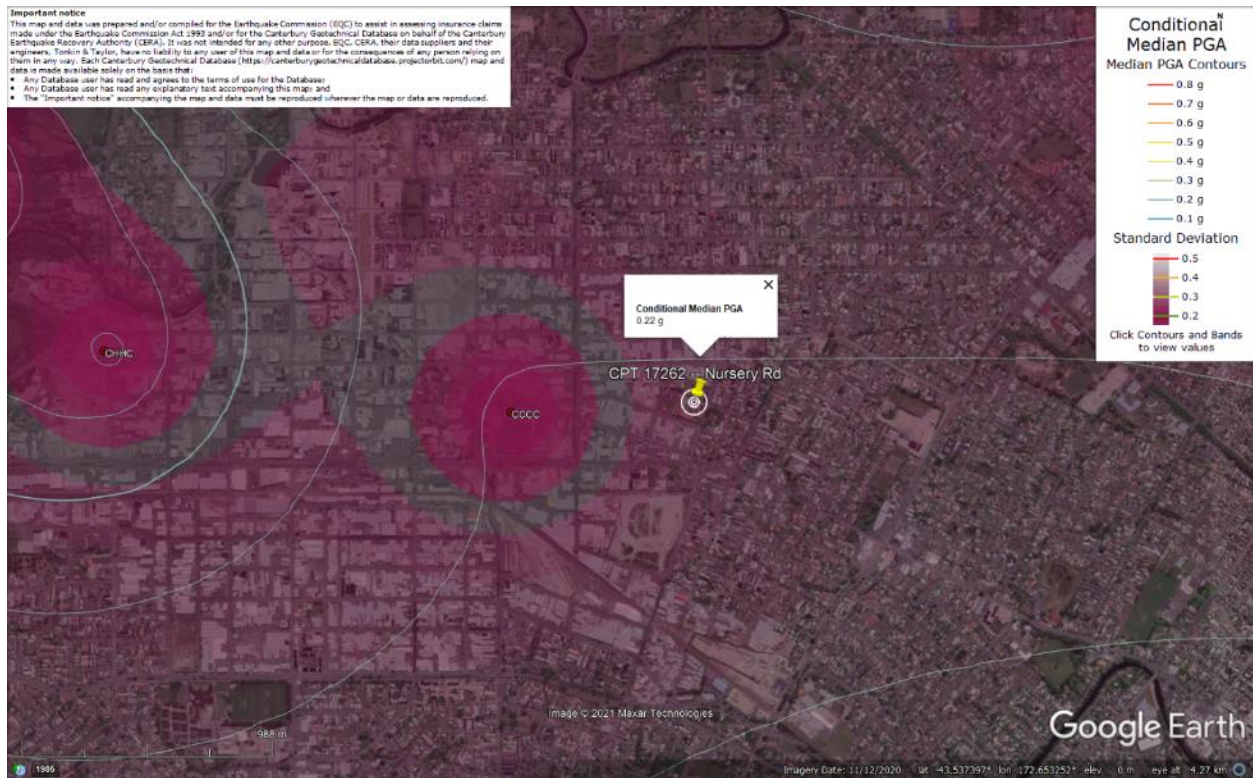 Important notice
This map and data was prepared and/or compiled for the Earthquake Commission (EQC) to assist in assessing insurance claims
made under the Earthquake Commission Act 1993 and/or for the Canterbury Geotechnical Database on behalf of the Canterbury
Earthquake Recovery Authority (CERA). It was not intended for any other purpose. EQC, CERA, their data suppliers and their
engineers, Tonkin & Taylor, have no liability to any user of this map and data or for the consequences of any person relying on
them in any way. Each Canterbury Geotechnical Database (https://canterburygeotechnicaldatabase.projectorbit.com/) map and
data is made available solely on the basis that:
• Any Database user has read and agrees to the terms of use for the Database;
• Any Database user has read any explanatory text accompanying this map; and
• The "Important notice" accompanying the map and data must be reproduced wherever the map or data are reproduced.
N
Conditional
Median PGA
Median PGA Contours
0.8 g
0.7 g
0.6 g
0.5 g
0.4 g
0.3 g
0.2 g
0.1 g
Standard Deviation
0.5
0.4
0.3
0.2
Click Contours and Bands
to view values
Conditional Median PGA
0.22 g
CPT 17262 -- Nursery Rd
CHHC
CCCC
Image © 2021 Maxar Technologies
988 m
Google Earth
1985
Imagery Date: 11/12/2020 lat -43.537397° lon 172.653252° elev 0 m eye alt 4.27 km